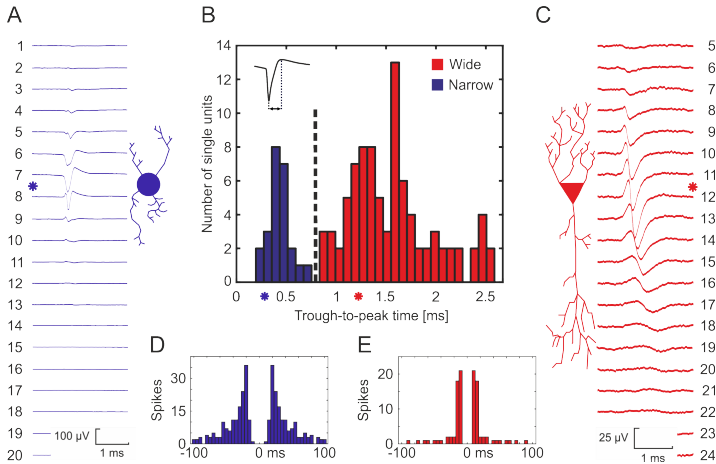 A
1
2
3
4
5
6
7
8
9
10
11
12
13
14
15
16
17
18
19
20
100 µV
1 ms
B
Number of single units
14
12
10
8
6
4
2
0
Wide
Narrow
0 0.5 1 1.5 2 2.5
Trough-to-peak time [ms]
C
5
6
7
8
9
10
11
12
13
14
15
16
17
18
19
20
21
22
23
24
25 µV
1 ms
D
Spikes
30
0
-100 0 ms 100
E
Spikes
20
10
0
-100 0 ms 100